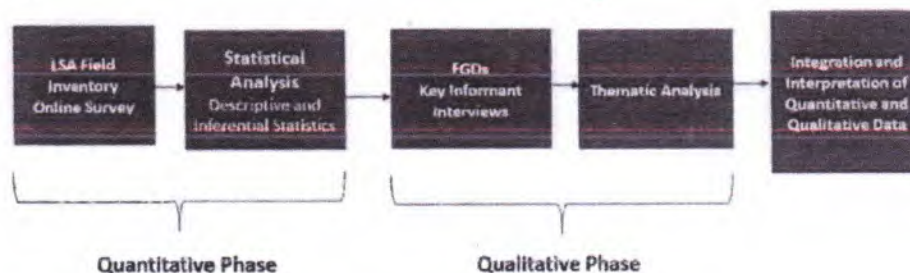 LSA Field
Inventory
Online Survey
Statistical
Analysis
Descriptive and
Inferential Statistics
FGDs
Key Informant
Interviews
Thematic Analysis
Integration and
Interpretation of
Quantitative and
Qualitative Data
Quantitative Phase
Qualitative Phase